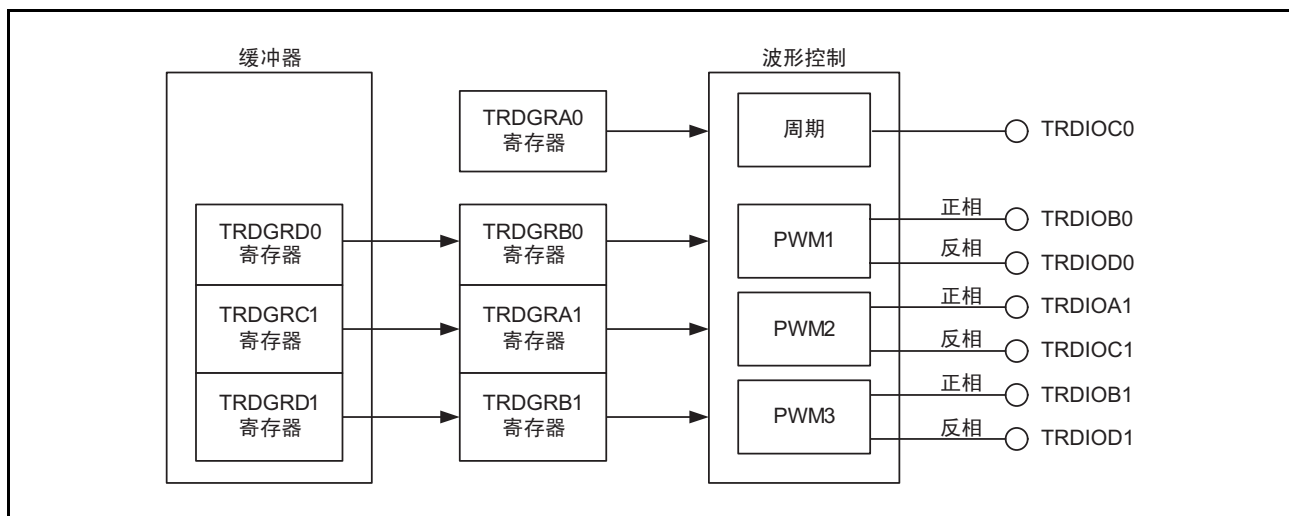 缓冲器
波形控制
TRDGRA0
寄存器
周期
TRDIOC0
TRDGRD0
寄存器
TRDGRB0
寄存器
PWM1
正相
TRDIOB0
反相
TRDIOD0
TRDGRC1
寄存器
TRDGRA1
寄存器
PWM2
正相
TRDIOA1
反相
TRDIOC1
TRDGRD1
寄存器
TRDGRB1
寄存器
PWM3
正相
TRDIOB1
反相
TRDIOD1